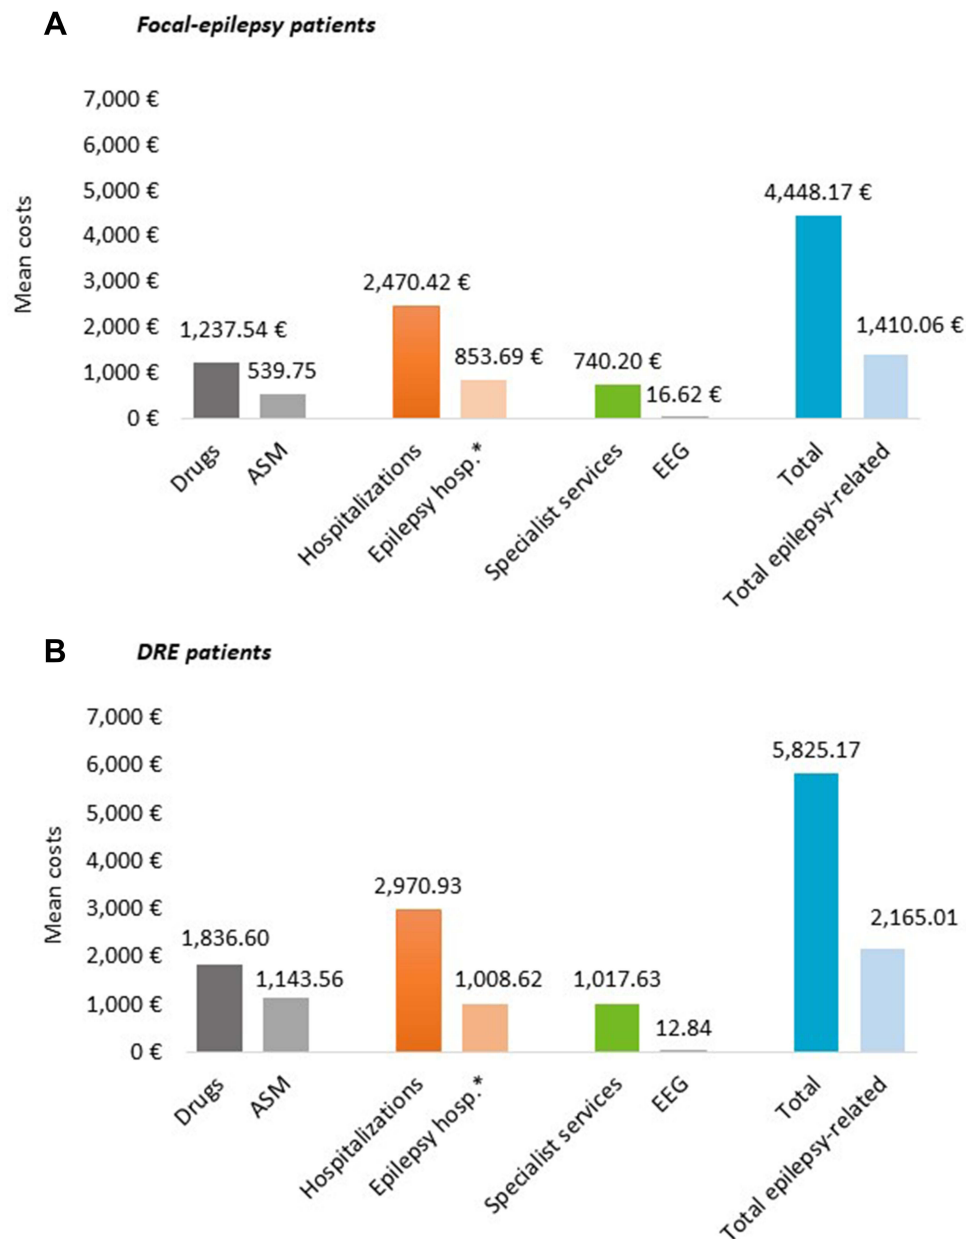 A Focal-epilepsy patients
7,000 €
6,000 €
5,000 €
4,000 €
3,000 €
2,000 €
1,000 €
0 €
Mean costs
1,237.54 €
539.75
2,470.42 €
853.69 €
740.20 €
16.62 €
4,448.17 €
1,410.06 €
Drugs
ASM
Hospitalizations
Epilepsy hosp.*
Specialist services
EEG
Total
Total epilepsy-related
B DRE patients
7,000 €
6,000 €
5,000 €
4,000 €
3,000 €
2,000 €
1,000 €
0 €
Mean costs
1,836.60
1,143.56
2,970.93
1,008.62
1,017.63
12.84
5,825.17
2,165.01
Drugs
ASM
Hospitalizations
Epilepsy hosp.*
Specialist services
EEG
Total
Total epilepsy-related